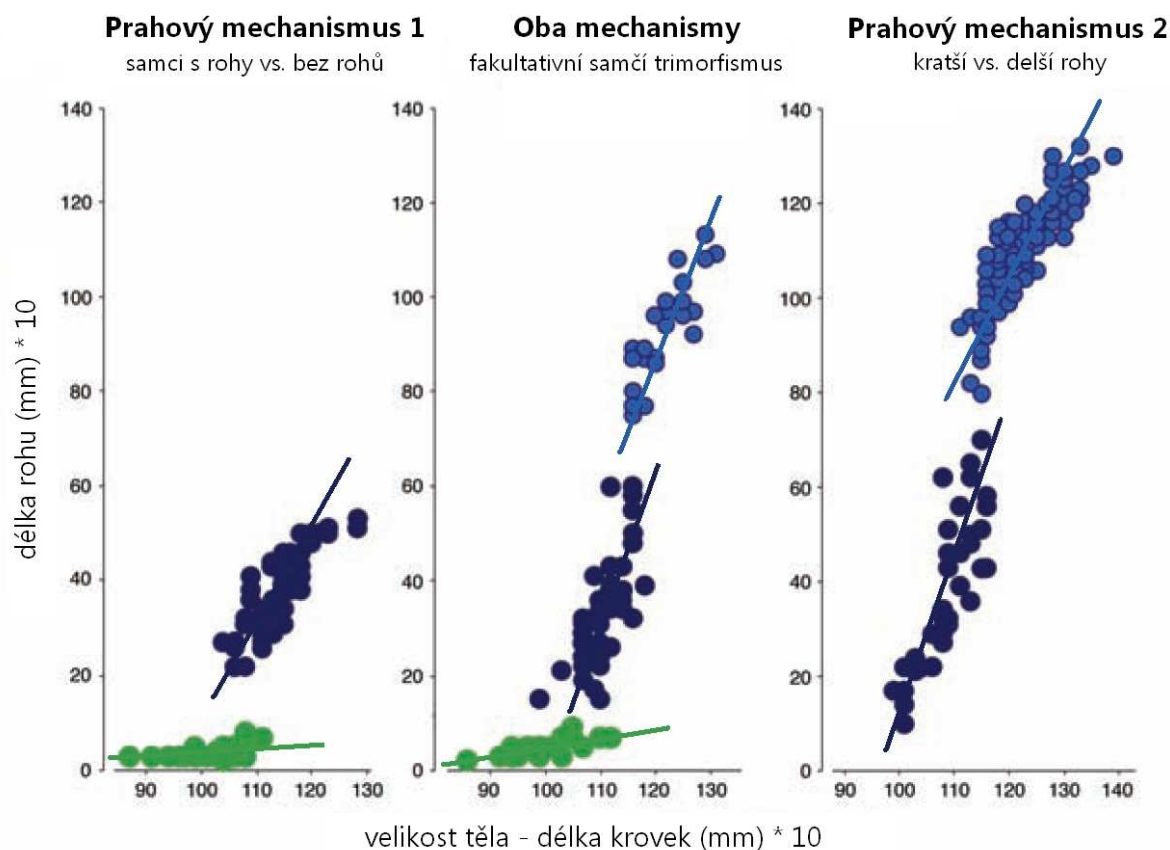 Prahový mechanismus 1
samci s rohy vs. bez rohů
Oba mechanismy
fakultativní samčí trimorfismus
Prahový mechanismus 2
kratší vs. delší rohy
délka rohu (mm) * 10
140
120
100
80
60
40
20
0
90 100 110 120 130
140
120
100
80
60
40
20
0
90 100 110 120 130
140
120
100
80
60
40
20
0
90 100 110 120 130 140
velikost těla - délka krovek (mm) * 10